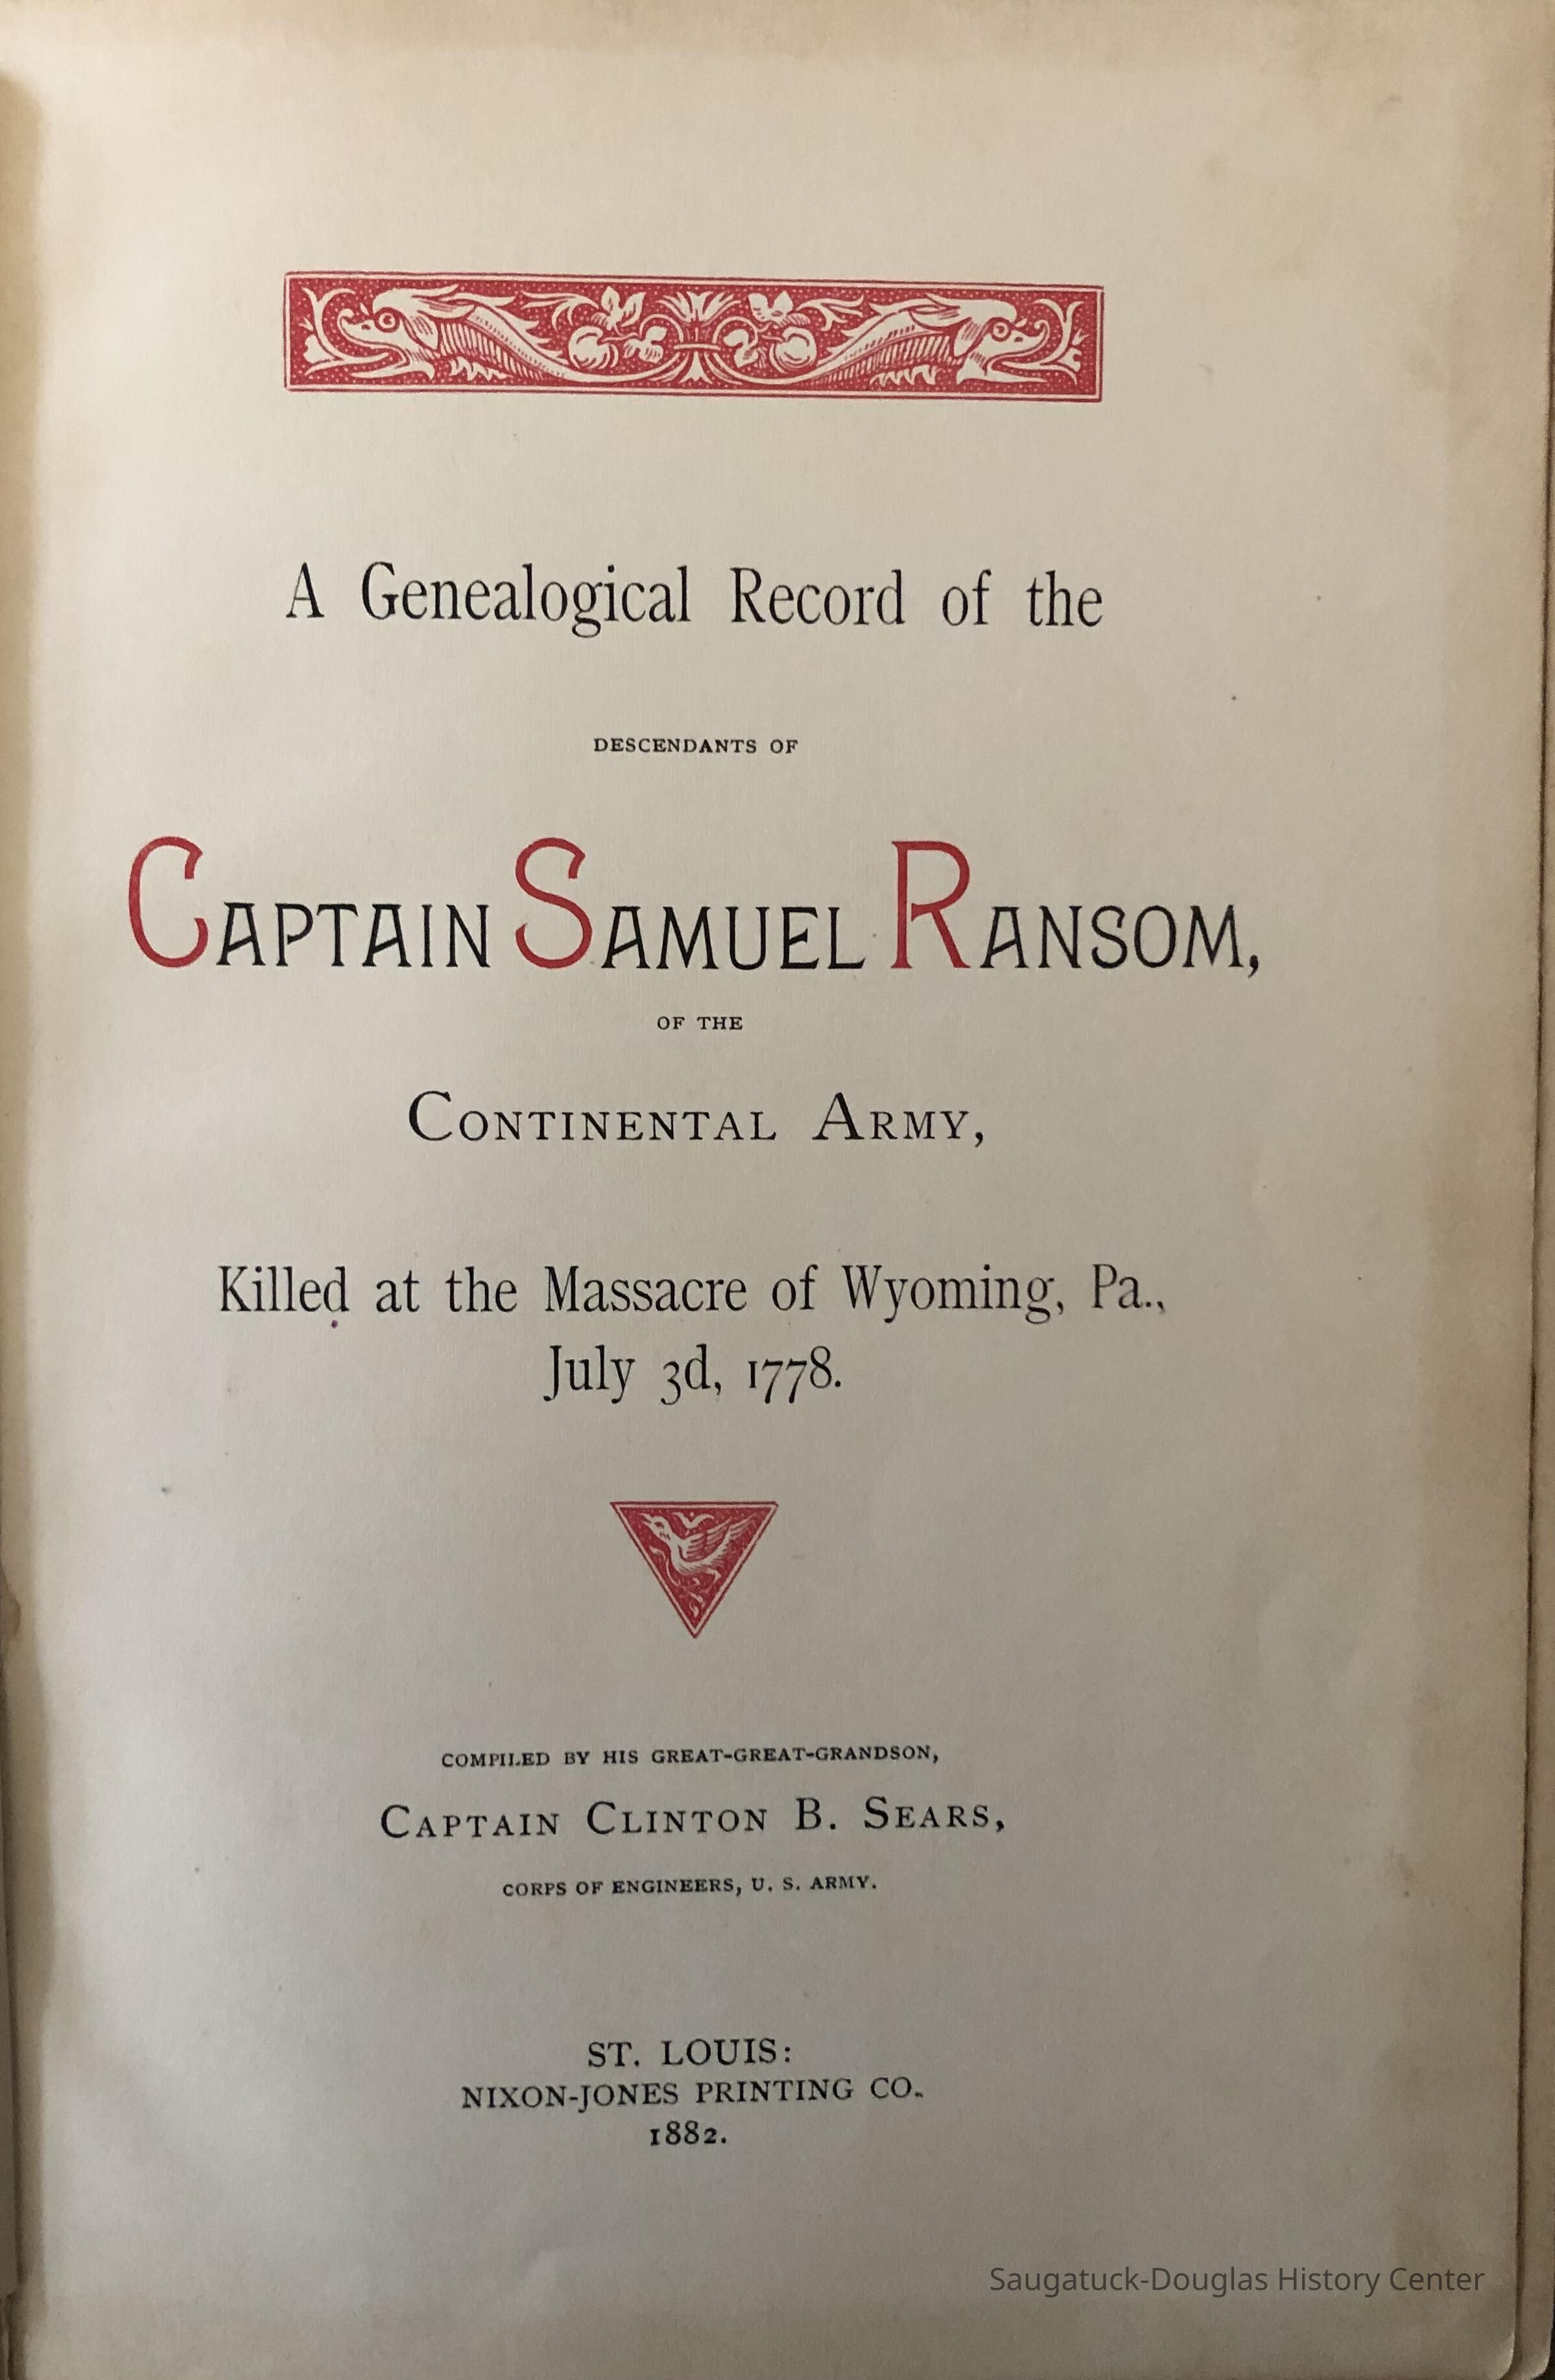 A Genealogical Record of the
DESCENDANTS OF
CAPTAIN SAMUEL RANSOM,
OF THE
CONTINENTAL ARMY,
Killed at the Massacre of Wyoming, Pa.,
July 3d, 1778.
COMPILED BY HIS GREAT-GREAT-GRANDSON,
CAPTAIN CLINTON B. SEARS,
CORPS OF ENGINEERS, U. S. ARMY.
ST. LOUIS:
NIXON-JONES PRINTING CO.
1882.
Saugatuck-Douglas History Center